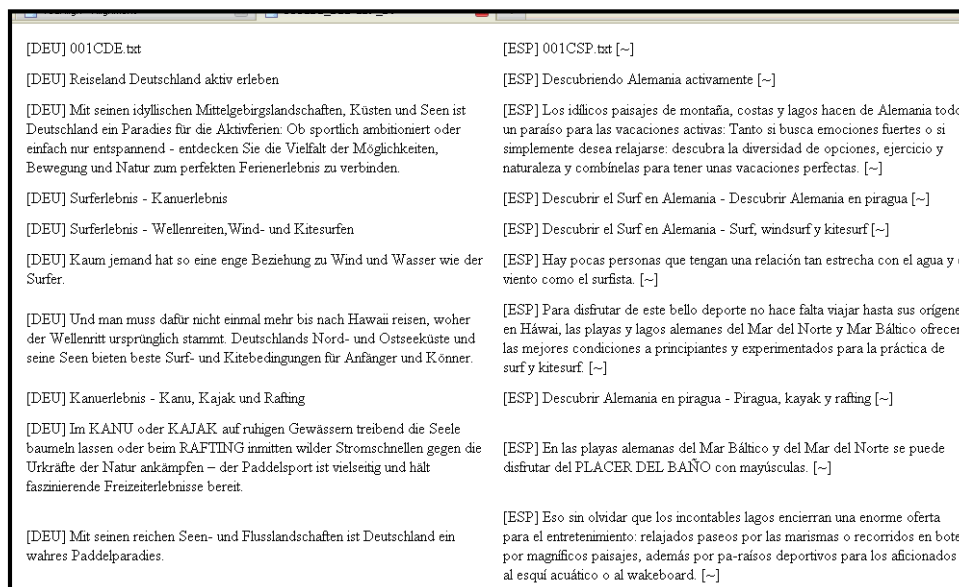 [DEU] 001CDE.txt
[ESP] 001CSP.txt [~]
[DEU] Reiseland Deutschland aktiv erleben
[ESP] Descubriendo Alemania activamente [~]
[DEU] Mit seinen idyllischen Mittelgebirgslandschaften, Küsten und Seen ist
Deutschland ein Paradies für die Aktivferien: Ob sportlich ambitioniert oder
einfach nur entspannend - entdecken Sie die Vielfalt der Möglichkeiten,
Bewegung und Natur zum perfekten Ferienerlebnis zu verbinden.
[ESP] Los idílicos paisajes de montaña, costas y lagos hacen de Alemania todo
un paraíso para las vacaciones activas: Tanto si busca emociones fuertes o si
simplemente desea relajarse: descubra la diversidad de opciones, ejercicio y
naturaleza y combínelas para tener unas vacaciones perfectas. [~]
[DEU] Surferlebnis - Kanuerlebnis
[ESP] Descubrir el Surf en Alemania - Descubrir Alemania en piragua [~]
[DEU] Surferlebnis - Wellenreiten,Wind- und Kitesurfen
[ESP] Descubrir el Surf en Alemania - Surf, windsurf y kitesurf [~]
[DEU] Kaum jemand hat so eine enge Beziehung zu Wind und Wasser wie der
Surfer.
[ESP] Hay pocas personas que tengan una relación tan estrecha con el agua y
viento como el surfista. [~]
[DEU] Und man muss dafür nicht einmal mehr bis nach Hawaii reisen, woher
der Wellenritt ursprünglich stammt. Deutschlands Nord- und Ostseeküste und
seine Seen bieten beste Surf- und Kitebedingungen für Anfänger und Könner.
[ESP] Para disfrutar de este bello deporte no hace falta viajar hasta sus orígene
en Háwai, las playas y lagos alemanes del Mar del Norte y Mar Báltico ofrecen
las mejores condiciones a principiantes y experimentados para la práctica de
surf y kitesurf. [~]
[DEU] Kanuerlebnis - Kanu, Kajak und Rafting
[ESP] Descubrir Alemania en piragua - Piragua, kayak y rafting [~]
[DEU] Im KANU oder KAJAK auf ruhigen Gewässern treibend die Seele
baumeln lassen oder beim RAFTING inmitten wilder Stromschnellen gegen die
Urkräfte der Natur ankämpfen – der Paddelsport ist vielseitig und hält
faszinierende Freizeiterlebnisse bereit.
[ESP] En las playas alemanas del Mar Báltico y del Mar del Norte se puede
disfrutar del PLACER DEL BAÑO con mayúsculas. [~]
[DEU] Mit seinen reichen Seen- und Flusslandschaften ist Deutschland ein
wahres Paddelparadies.
[ESP] Eso sin olvidar que los incontables lagos encierran una enorme oferta
para el entretenimiento: relajados paseos por las marismas o recorridos en bote
por magníficos paisajes, además por pa-raísos deportivos para los aficionados
al esquí acuático o al wakeboard. [~]